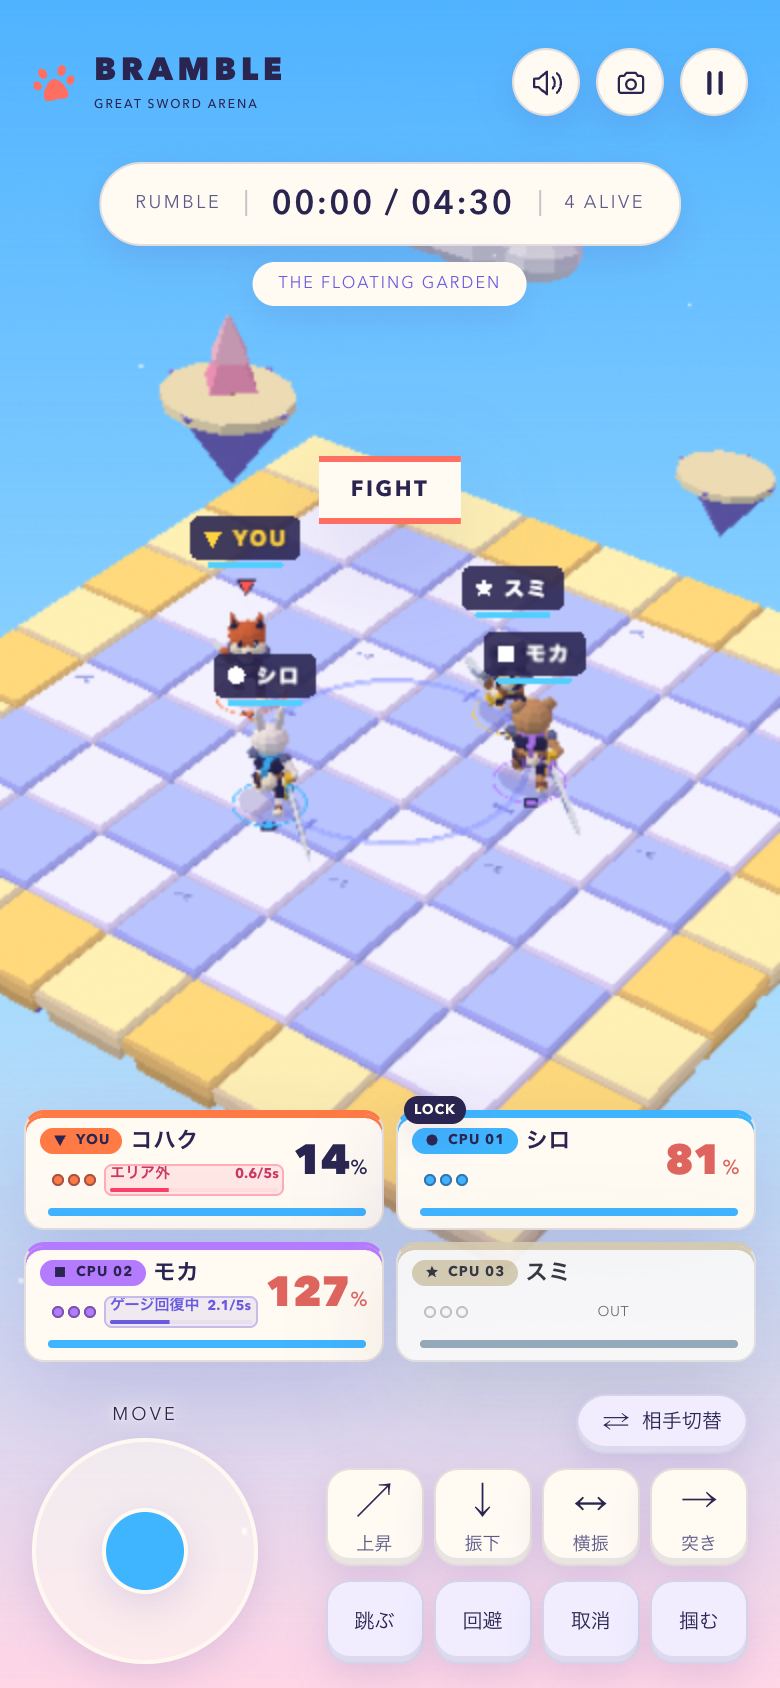 BRAMBLE
GREAT SWORD ARENA
RUMBLE | 00:00 / 04:30 | 4 ALIVE
THE FLOATING GARDEN
FIGHT
▼ YOU
★ スミ
■ モカ
● シロ
▼ YOU コハク 14%
エリア外 0.6/5s
LOCK
● CPU 01 シロ 81%
■ CPU 02 モカ 127%
ゲージ回復中 2.1/5s
★ CPU 03 スミ
OUT
MOVE
⇄ 相手切替
↗ ↓ ↔ →
上昇 振下 横振 突き
跳ぶ 回避 取消 掴む